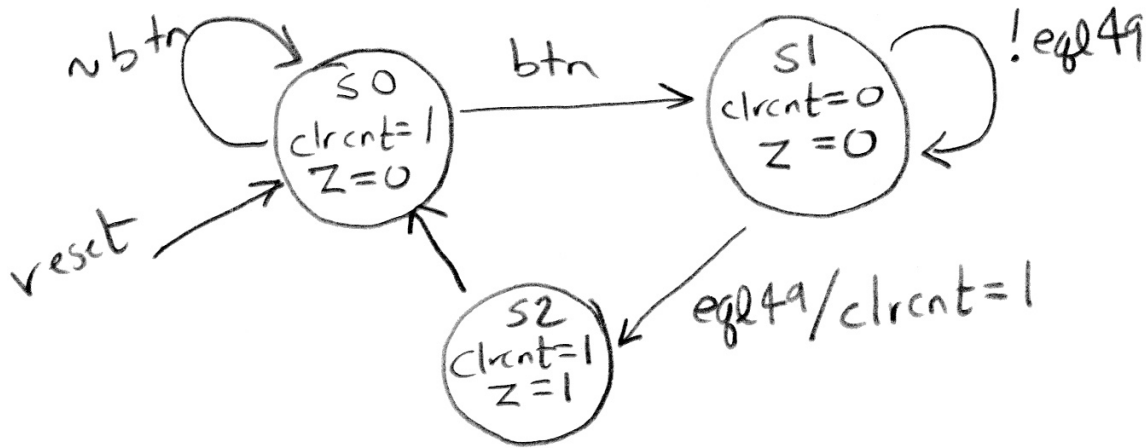 ~btn
s0
clrcnt=1
z=0
reset
btn
s1
clrcnt=0
z=0
!eql49
eql49/clrcnt=1
s2
clrcnt=1
z=1